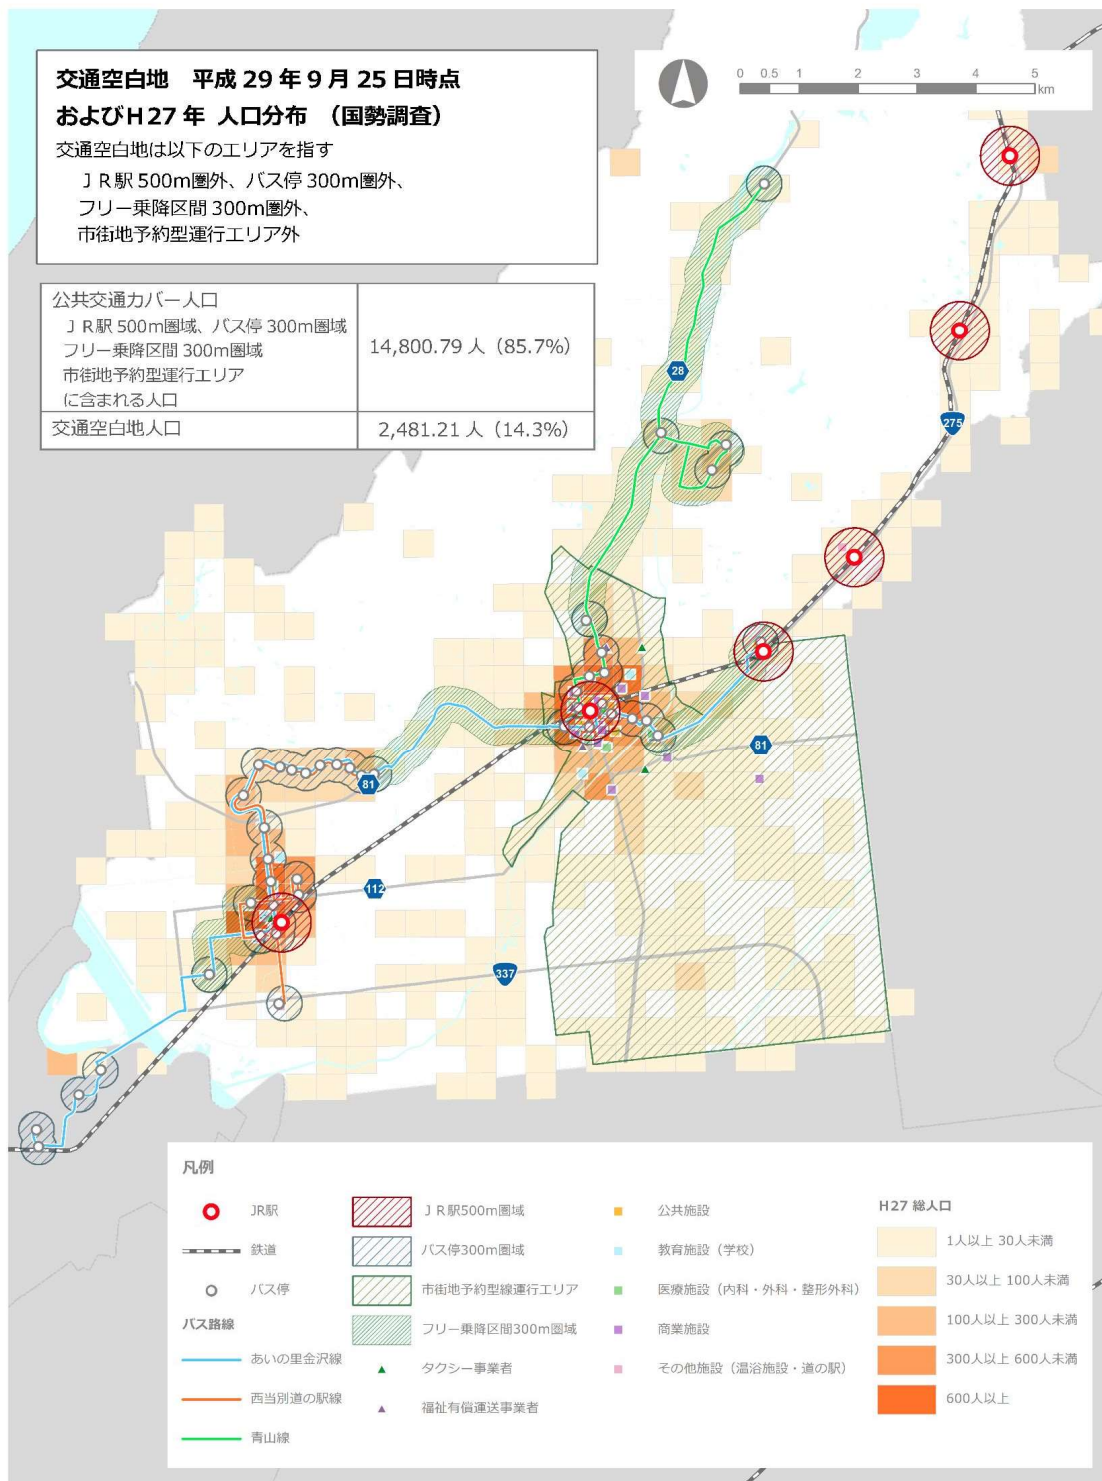 交通空白地　平成 29 年 9 月 25 日時点
およびH27年 人口分布 （国勢調査）
交通空白地は以下のエリアを指す
ＪＲ駅 500m圏外、バス停 300m圏外、
フリー乗降区間 300m圏外、
市街地予約型運行エリア外
0 0.5 1 2 3 4 5
km
公共交通カバー人口
ＪＲ駅 500m圏域、バス停 300m圏域
フリー乗降区間 300m圏域
市街地予約型運行エリア
に含まれる人口
14,800.79 人（85.7%）
交通空白地人口
2,481.21 人（14.3%）
28
275
81
81
112
337
凡例
JR駅
鉄道
バス停
バス路線
あいの里金沢線
西当別道の駅線
青山線
ＪＲ駅500m圏域
バス停300m圏域
市街地予約型線運行エリア
フリー乗降区間300m圏域
タクシー事業者
福祉有償運送事業者
公共施設
教育施設（学校）
医療施設（内科・外科・整形外科）
商業施設
その他施設（温浴施設・道の駅）
H27 総人口
1人以上 30人未満
30人以上 100人未満
100人以上 300人未満
300人以上 600人未満
600人以上